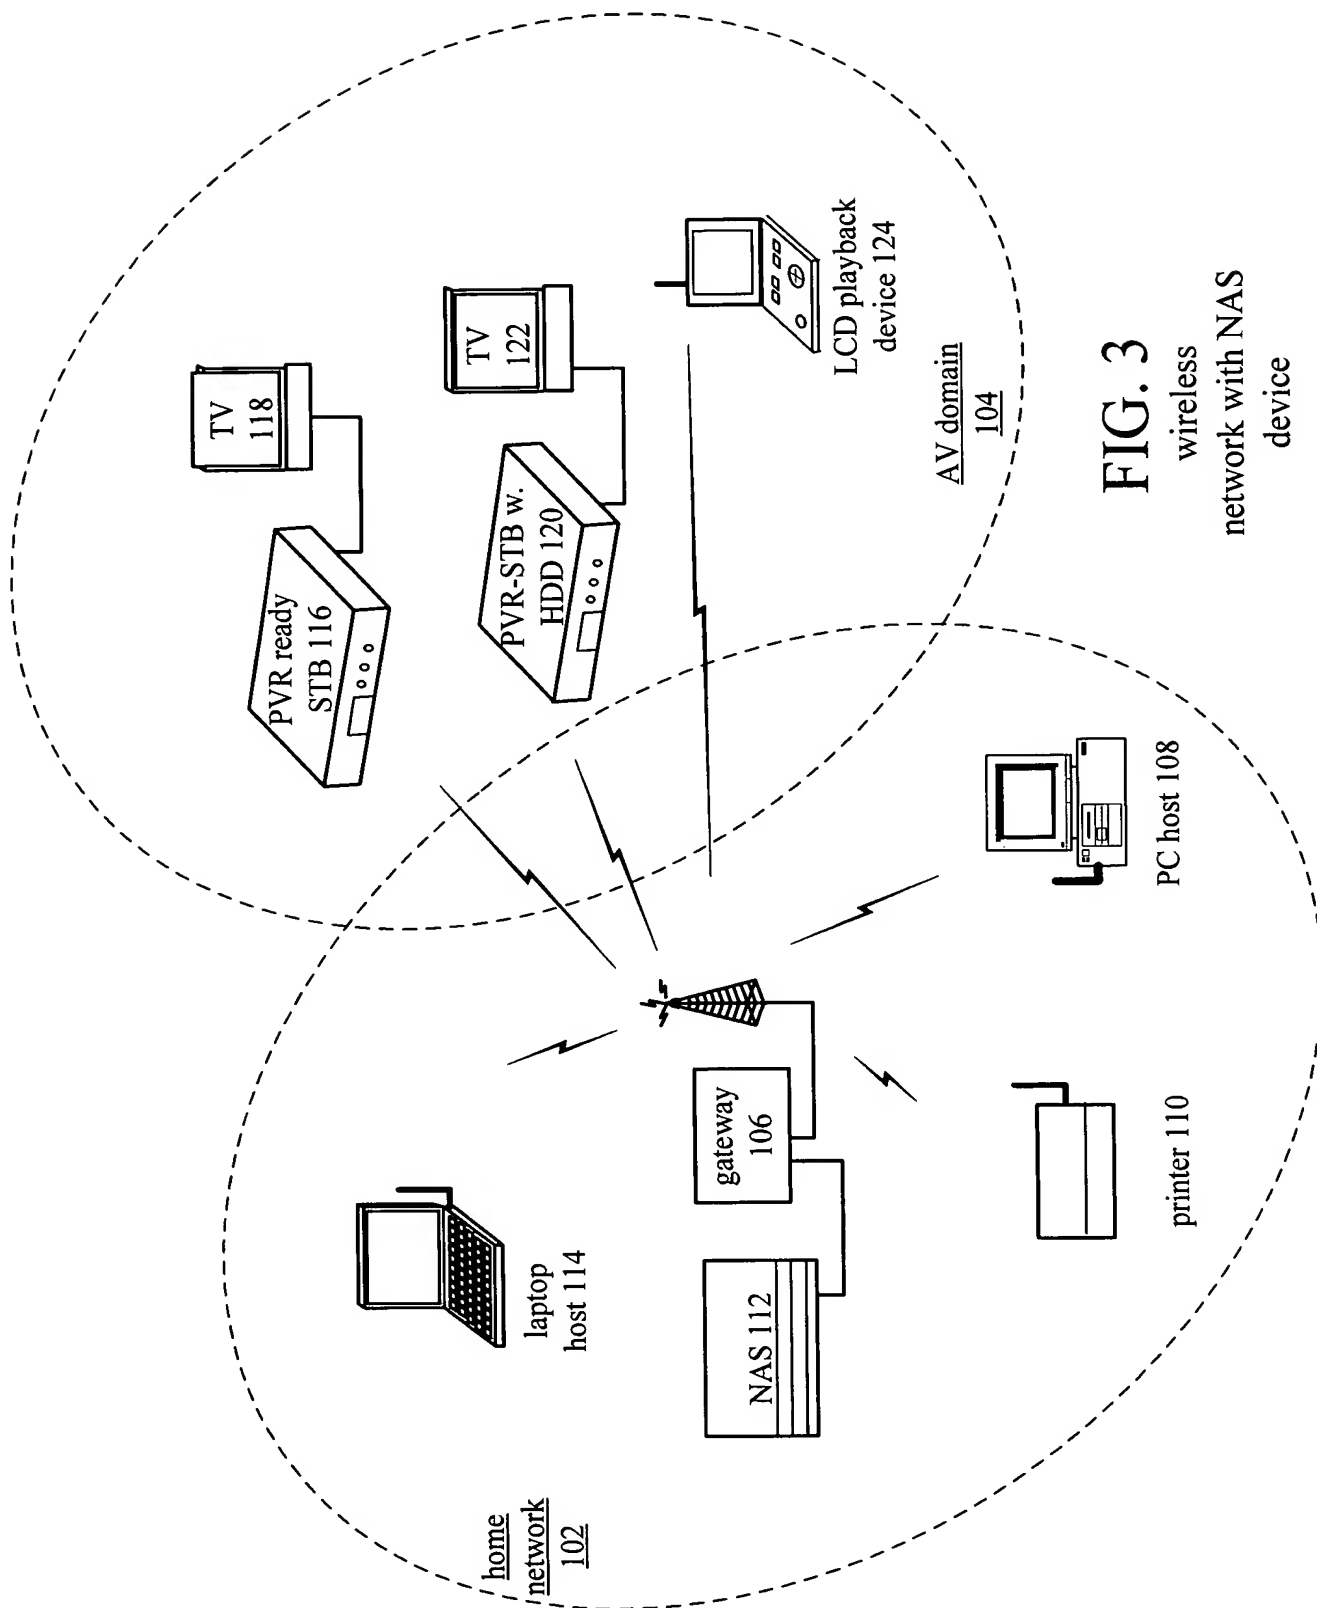 home
network
102
laptop
host 114
NAS 112
gateway
106
printer 110
PC host 108
PVR ready
STB 116
TV
118
PVR-STB w.
HDD 120
TV
122
LCD playback
device 124
AV domain
104
FIG. 3
wireless
network with NAS
device